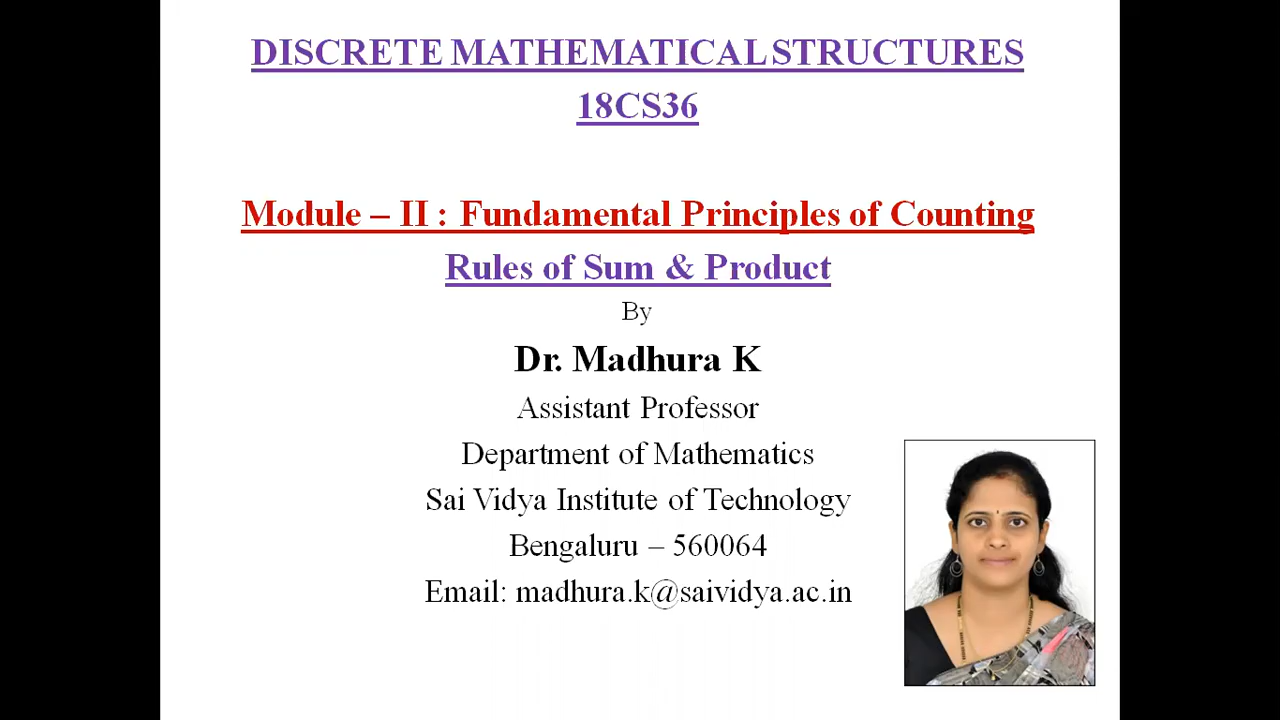 DISCRETE MATHEMATICAL STRUCTURES
18CS36
Module – II : Fundamental Principles of Counting
Rules of Sum & Product
By
Dr. Madhura K
Assistant Professor
Department of Mathematics
Sai Vidya Institute of Technology
Bengaluru – 560064
Email: madhura.k@saividya.ac.in